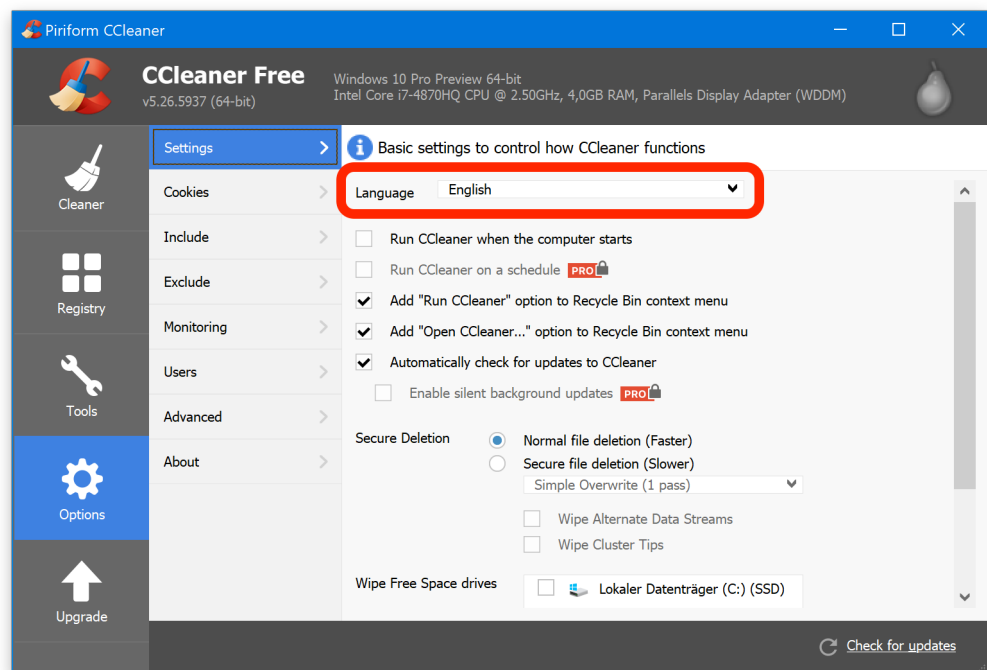 Piriform CCleaner
CCleaner Free
v5.26.5937 (64-bit)
Windows 10 Pro Preview 64-bit
Intel Core i7-4870HQ CPU @ 2.50GHz, 4,0GB RAM, Parallels Display Adapter (WDDM)
Cleaner
Registry
Tools
Options
Upgrade
Settings
Cookies
Include
Exclude
Monitoring
Users
Advanced
About
Basic settings to control how CCleaner functions
Language English
Run CCleaner when the computer starts
Run CCleaner on a schedule PRO
Add "Run CCleaner" option to Recycle Bin context menu
Add "Open CCleaner..." option to Recycle Bin context menu
Automatically check for updates to CCleaner
Enable silent background updates PRO
Secure Deletion Normal file deletion (Faster)
Secure file deletion (Slower)
Simple Overwrite (1 pass)
Wipe Alternate Data Streams
Wipe Cluster Tips
Wipe Free Space drives Lokaler Datenträger (C:) (SSD)
Check for updates